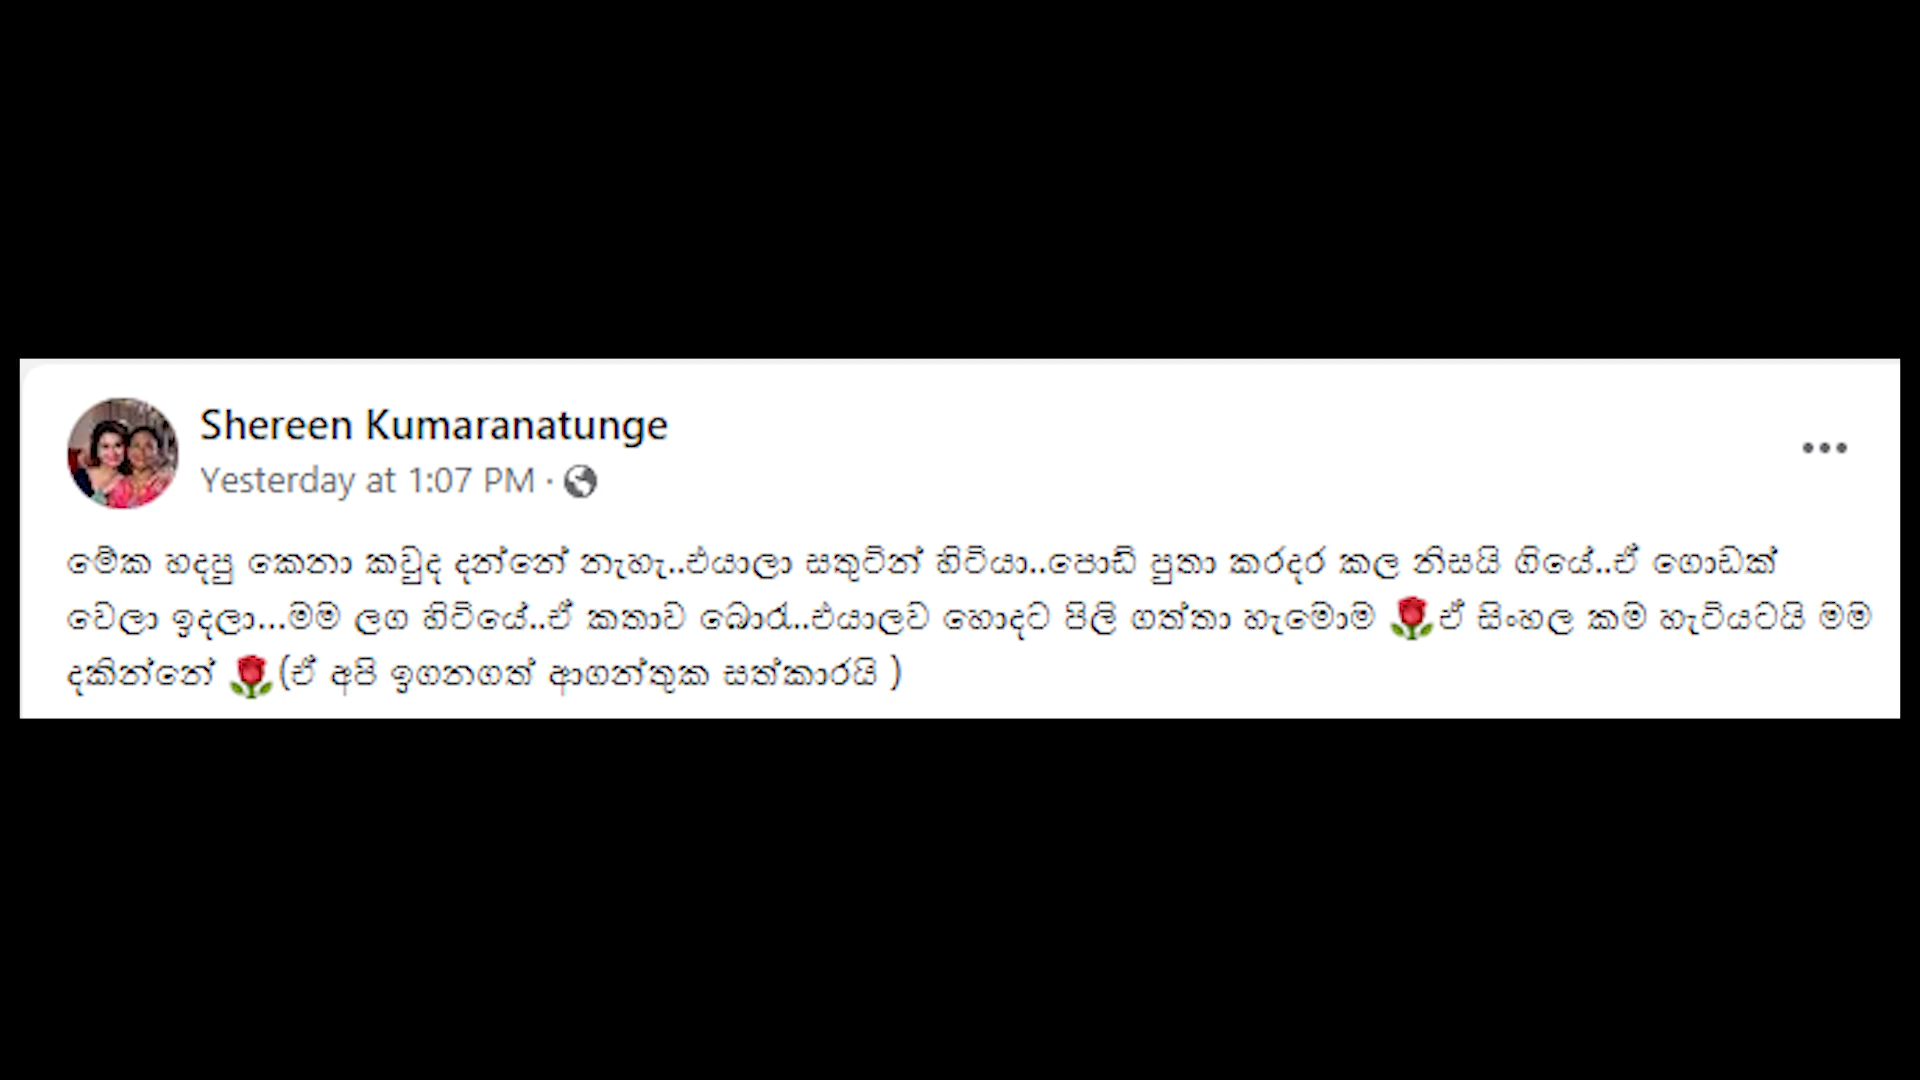 Shereen Kumaranatunge
Yesterday at 1:07 PM ·
මේක හදපු කෙනා කවුද දන්නේ නැහැ..එයාලා සතුටින් හිටියා..පොඩි පුතා කරදර කල නිසයි ගියේ..ඒ ගොඩක්
වෙලා ඉදලා...මම ලග හිටියේ..ඒ කතාව බොරු..එයාලව හොදට පිලි ගත්තා හැමොම 🌹ඒ සිංහල කම හැටියටයි මම
දකින්නේ 🌹(ඒ අපි ඉගනගත් ආගන්තුක සත්කාරයි )